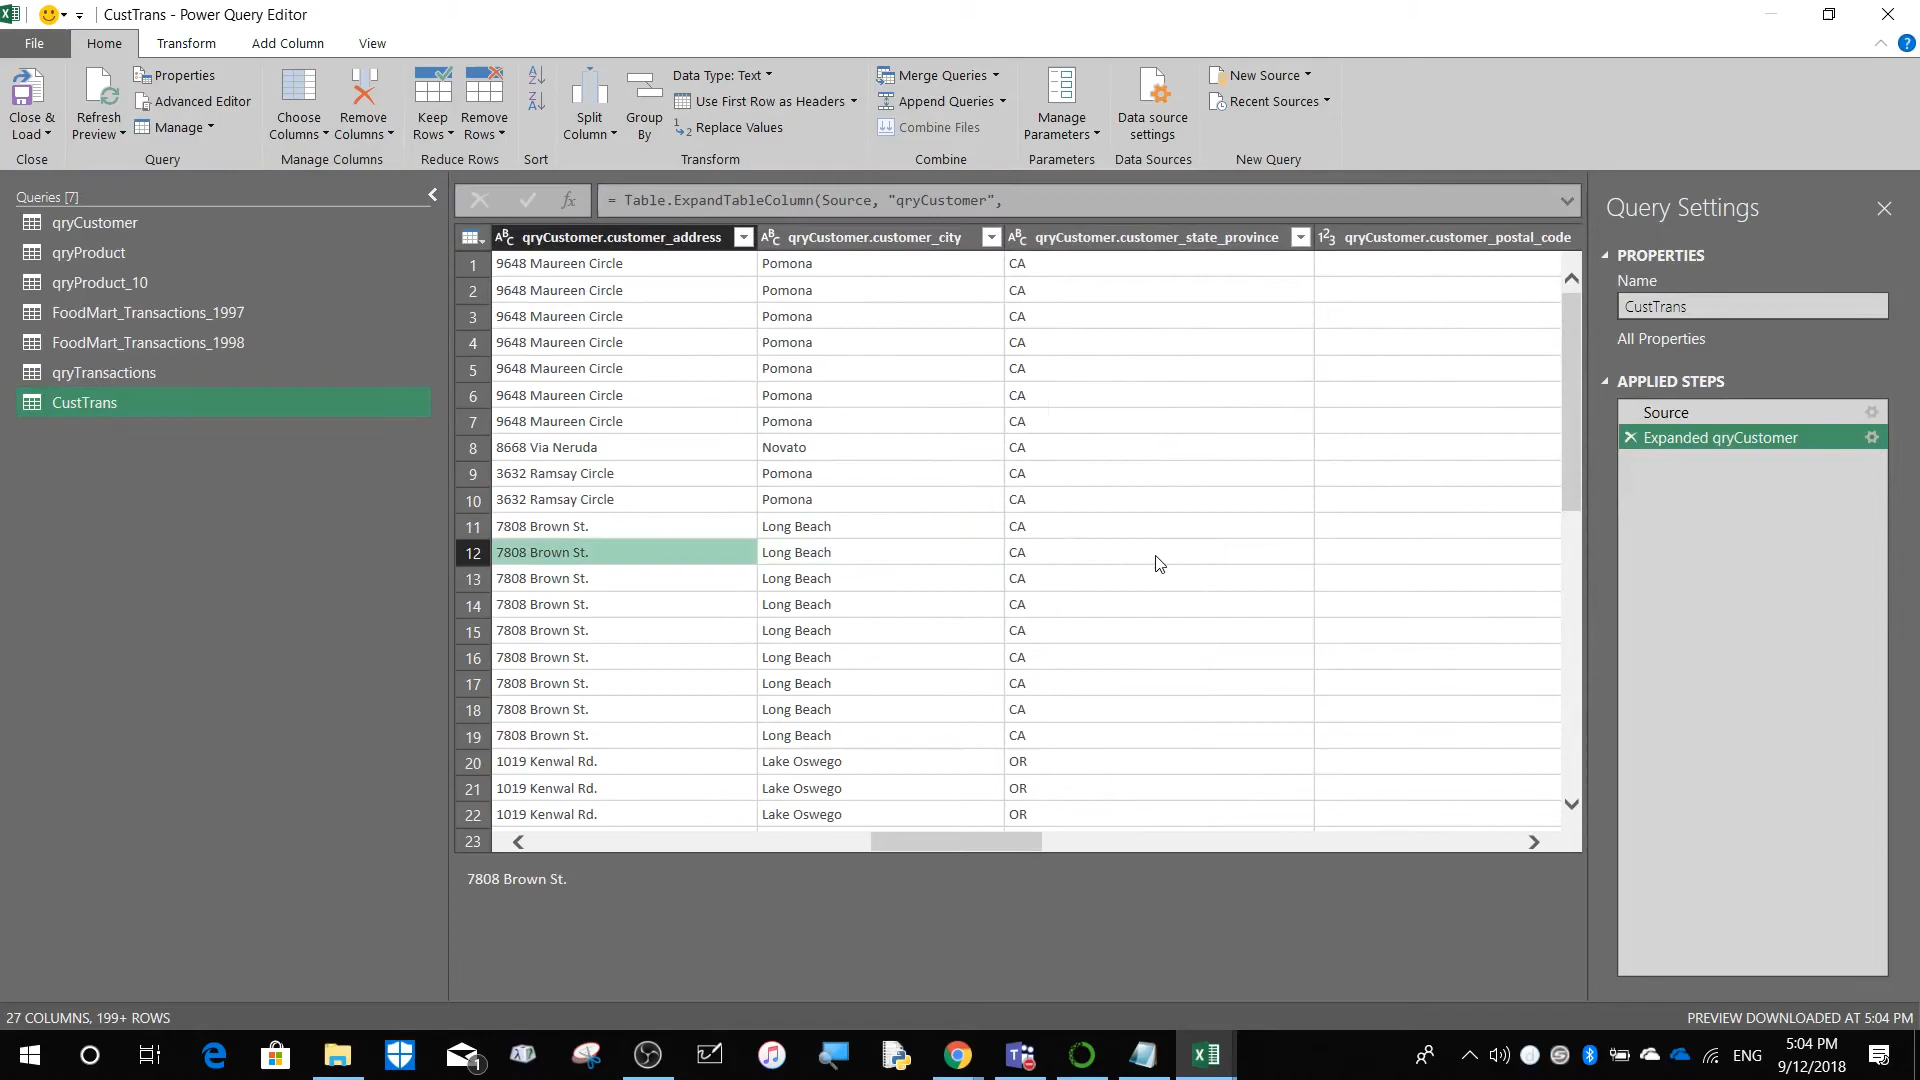 CustTrans - Power Query Editor
File
Home
Transform
Add Column
View
Close &
Load
Close
Refresh
Preview
Properties
Advanced Editor
Manage
Query
Choose
Columns
Remove
Columns
Manage Columns
Keep
Rows
Remove
Rows
Reduce Rows
Sort
Split
Column
Group
By
Data Type: Text
Use First Row as Headers
Replace Values
Transform
Merge Queries
Append Queries
Combine Files
Combine
Manage
Parameters
Parameters
Data source
settings
Data Sources
New Source
Recent Sources
New Query
Queries [7]
qryCustomer
qryProduct
qryProduct_10
FoodMart_Transactions_1997
FoodMart_Transactions_1998
qryTransactions
CustTrans
fx
= Table.ExpandTableColumn(Source, "qryCustomer",
qryCustomer.customer_address qryCustomer.customer_city qryCustomer.customer_state_province qryCustomer.customer_postal_code
1 9648 Maureen Circle Pomona CA
2 9648 Maureen Circle Pomona CA
3 9648 Maureen Circle Pomona CA
4 9648 Maureen Circle Pomona CA
5 9648 Maureen Circle Pomona CA
6 9648 Maureen Circle Pomona CA
7 9648 Maureen Circle Pomona CA
8 8668 Via Neruda Novato CA
9 3632 Ramsay Circle Pomona CA
10 3632 Ramsay Circle Pomona CA
11 7808 Brown St. Long Beach CA
12 7808 Brown St. Long Beach CA
13 7808 Brown St. Long Beach CA
14 7808 Brown St. Long Beach CA
15 7808 Brown St. Long Beach CA
16 7808 Brown St. Long Beach CA
17 7808 Brown St. Long Beach CA
18 7808 Brown St. Long Beach CA
19 7808 Brown St. Long Beach CA
20 1019 Kenwal Rd. Lake Oswego OR
21 1019 Kenwal Rd. Lake Oswego OR
22 1019 Kenwal Rd. Lake Oswego OR
23
7808 Brown St.
Query Settings
PROPERTIES
Name
CustTrans
All Properties
APPLIED STEPS
Source
Expanded qryCustomer
27 COLUMNS, 199+ ROWS
PREVIEW DOWNLOADED AT 5:04 PM
ENG
5:04 PM
9/12/2018